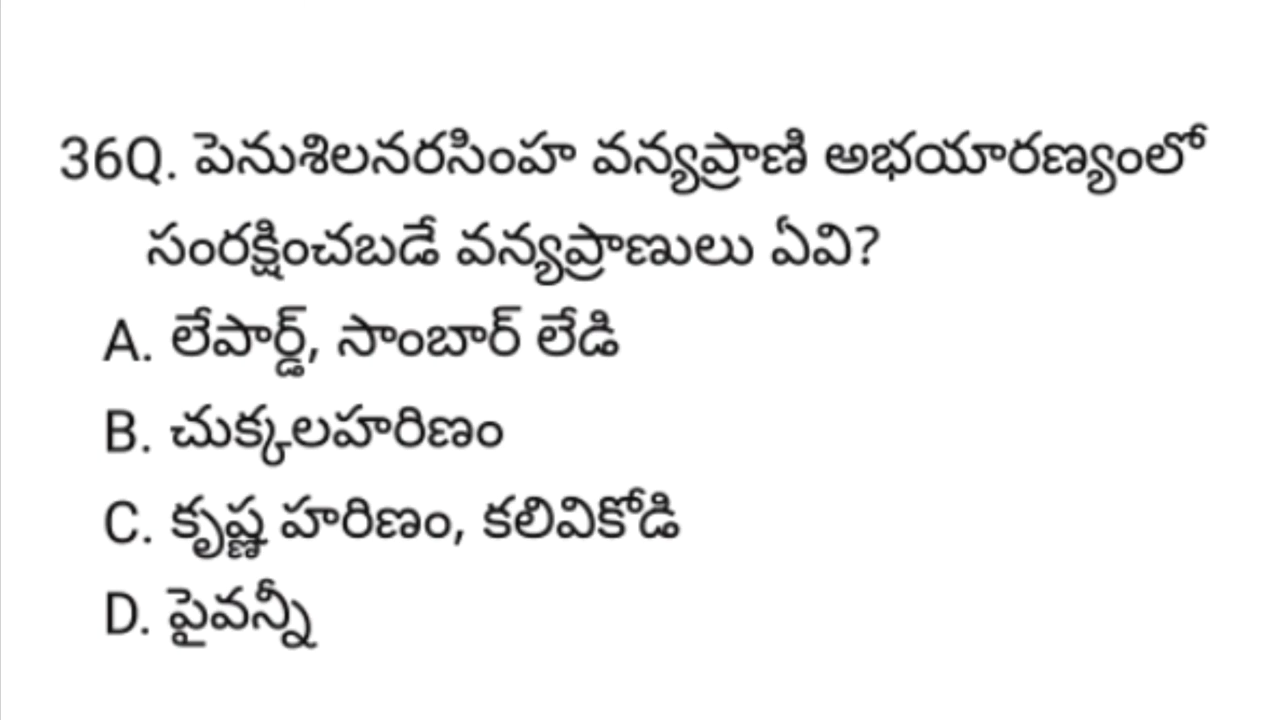 36Q. పెనుశిలనరసింహ వన్యప్రాణి అభయారణ్యంలో
సంరక్షించబడే వన్యప్రాణులు ఏవి?
A. లేపార్డ్, సాంబార్ లేడి
B. చుక్కలహరిణం
C. కృష్ణ హరిణం, కలివికోడి
D. పైవన్నీ